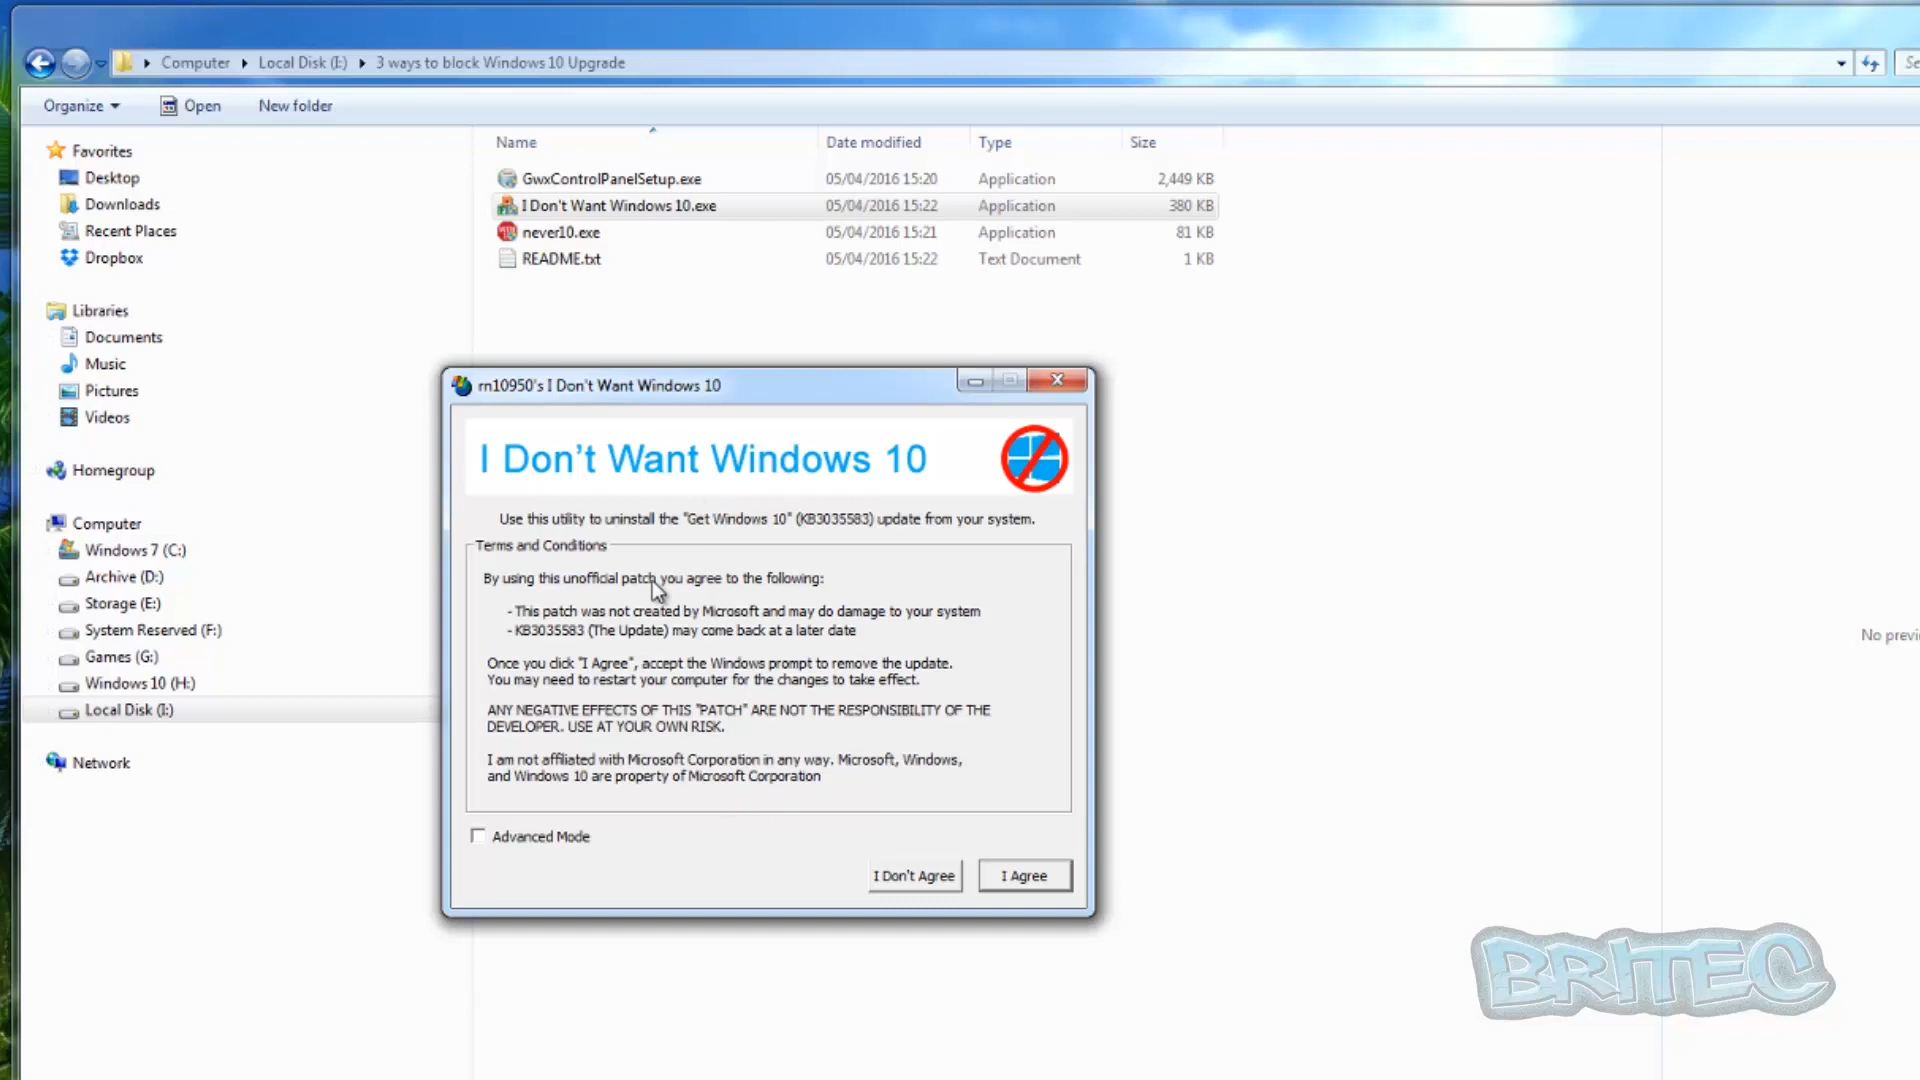 Computer Local Disk (I:) 3 ways to block Windows 10 Upgrade
Organize Open New folder
Favorites
Desktop
Downloads
Recent Places
Dropbox
Libraries
Documents
Music
Pictures
Videos
Homegroup
Computer
Windows 7 (C:)
Archive (D:)
Storage (E:)
System Reserved (F:)
Games (G:)
Windows 10 (H:)
Local Disk (I:)
Network
Name Date modified Type Size
GwxControlPanelSetup.exe 05/04/2016 15:20 Application 2,449 KB
I Don't Want Windows 10.exe 05/04/2016 15:22 Application 380 KB
never10.exe 05/04/2016 15:21 Application 81 KB
README.txt 05/04/2016 15:22 Text Document 1 KB
rn10950's I Don't Want Windows 10
I Don't Want Windows 10
Use this utility to uninstall the "Get Windows 10" (KB3035583) update from your system.
Terms and Conditions
By using this unofficial patch you agree to the following:
- This patch was not created by Microsoft and may do damage to your system
- KB3035583 (The Update) may come back at a later date
Once you click "I Agree", accept the Windows prompt to remove the update.
You may need to restart your computer for the changes to take effect.
ANY NEGATIVE EFFECTS OF THIS "PATCH" ARE NOT THE RESPONSIBILITY OF THE
DEVELOPER. USE AT YOUR OWN RISK.
I am not affiliated with Microsoft Corporation in any way. Microsoft, Windows,
and Windows 10 are property of Microsoft Corporation
Advanced Mode
I Don't Agree I Agree
No previ
BRITEC